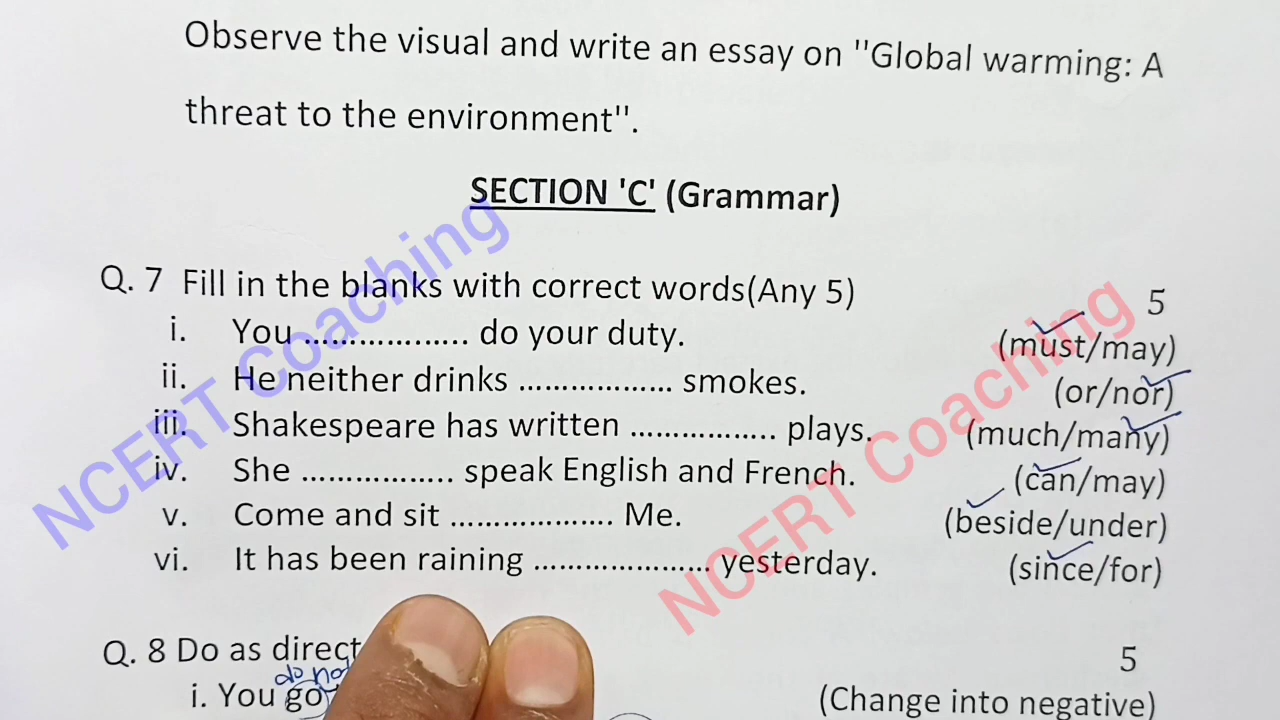 Observe the visual and write an essay on "Global warming: A
threat to the environment".
SECTION 'C' (Grammar)
Q. 7 Fill in the blanks with correct words(Any 5) 5
i. You ................. do your duty. (must/may)
ii. He neither drinks ................. smokes. (or/nor)
iii. Shakespeare has written ................ plays. (much/many)
iv. She ................ speak English and French. (can/may)
v. Come and sit .................. Me. (beside/under)
vi. It has been raining .................... yesterday. (since/for)
Q. 8 Do as direct 5
do not
i. You go (Change into negative)
NCERT Coaching
NCERT Coaching